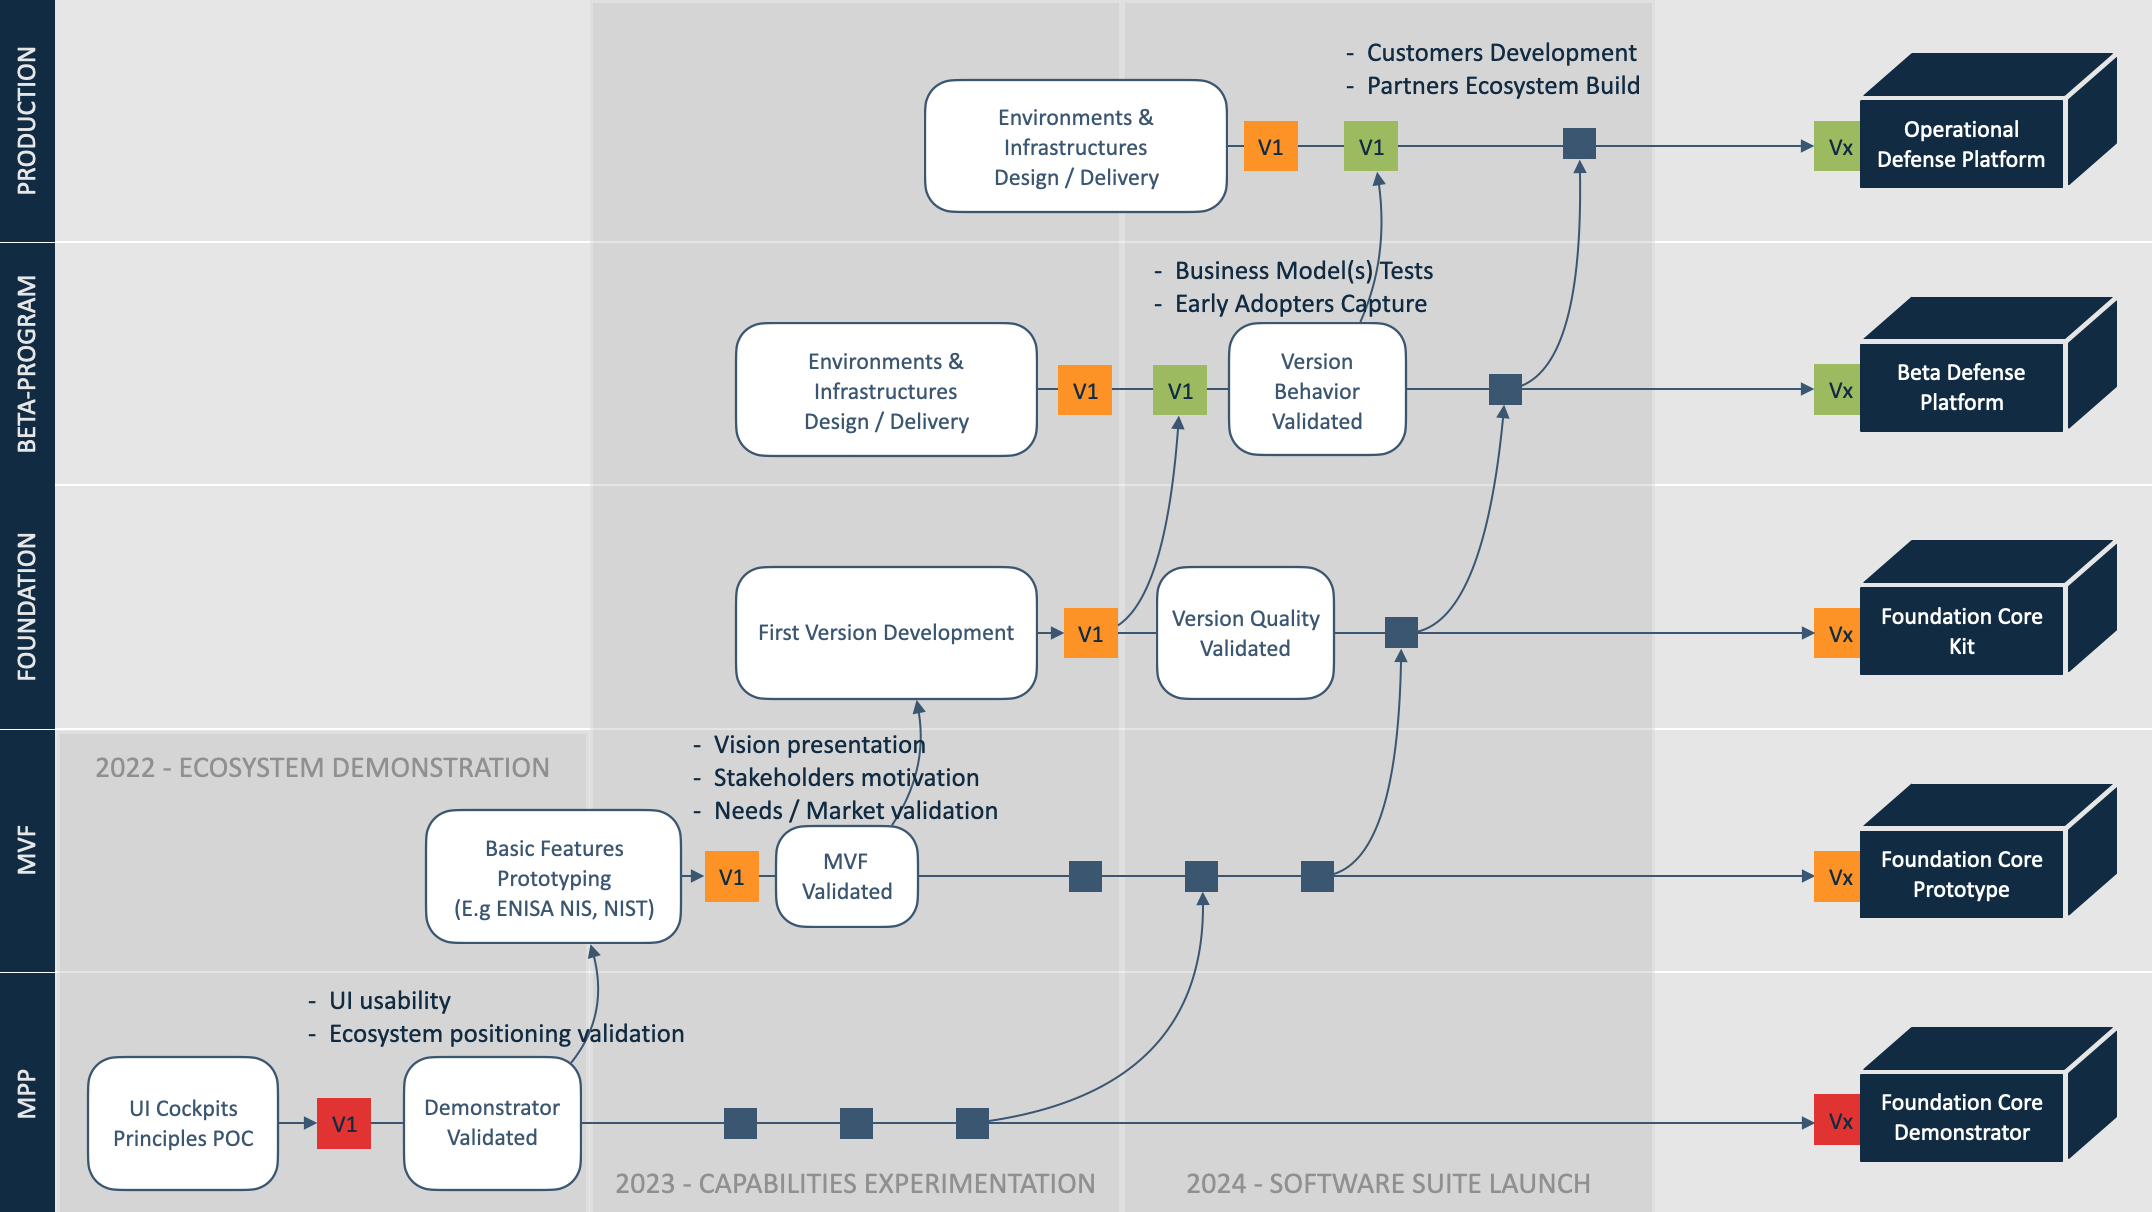 PRODUCTION
- Customers Development
- Partners Ecosystem Build
Environments &
Infrastructures
Design / Delivery
V1
V1
Vx
Operational
Defense Platform
BETA-PROGRAM
- Business Model(s) Tests
- Early Adopters Capture
Environments &
Infrastructures
Design / Delivery
V1
V1
Version
Behavior
Validated
Vx
Beta Defense
Platform
FOUNDATION
First Version Development
V1
Version Quality
Validated
Vx
Foundation Core
Kit
MVF
2022 - ECOSYSTEM DEMONSTRATION
- Vision presentation
- Stakeholders motivation
- Needs / Market validation
Basic Features
Prototyping
(E.g ENISA NIS, NIST)
V1
MVF
Validated
Vx
Foundation Core
Prototype
MPP
- UI usability
- Ecosystem positioning validation
UI Cockpits
Principles POC
V1
Demonstrator
Validated
Vx
Foundation Core
Demonstrator
2023 - CAPABILITIES EXPERIMENTATION
2024 - SOFTWARE SUITE LAUNCH